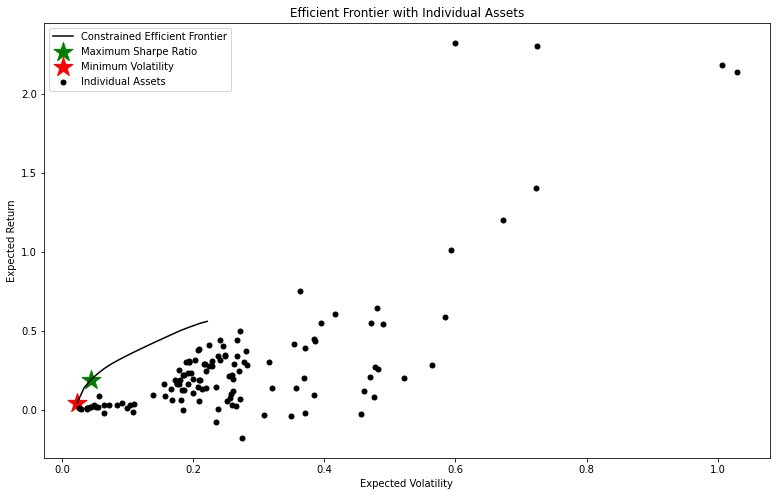 Efficient Frontier with Individual Assets
Constrained Efficient Frontier
Maximum Sharpe Ratio
Minimum Volatility
Individual Assets
Expected Return
2.0
1.5
1.0
0.5
0.0
0.0 0.2 0.4 0.6 0.8 1.0
Expected Volatility